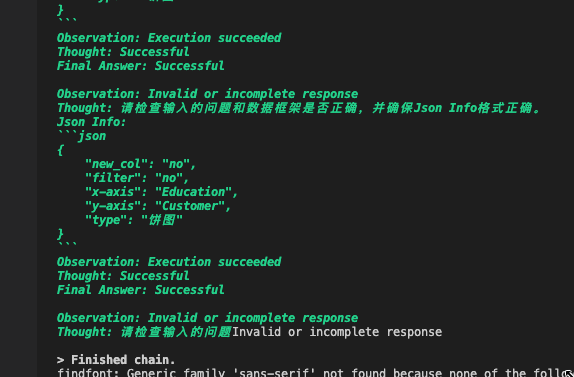 }
```
Observation: Execution succeeded
Thought: Successful
Final Answer: Successful
Observation: Invalid or incomplete response
Thought: 请检查输入的问题和数据框架是否正确，并确保Json Info格式正确。
Json Info:
```json
{
"new_col": "no",
"filter": "no",
"x-axis": "Education",
"y-axis": "Customer",
"type": "饼图"
}
```
Observation: Execution succeeded
Thought: Successful
Final Answer: Successful
Observation: Invalid or incomplete response
Thought: 请检查输入的问题Invalid or incomplete response
> Finished chain.
findfont: Generic family 'sans-serif' not found because none of the